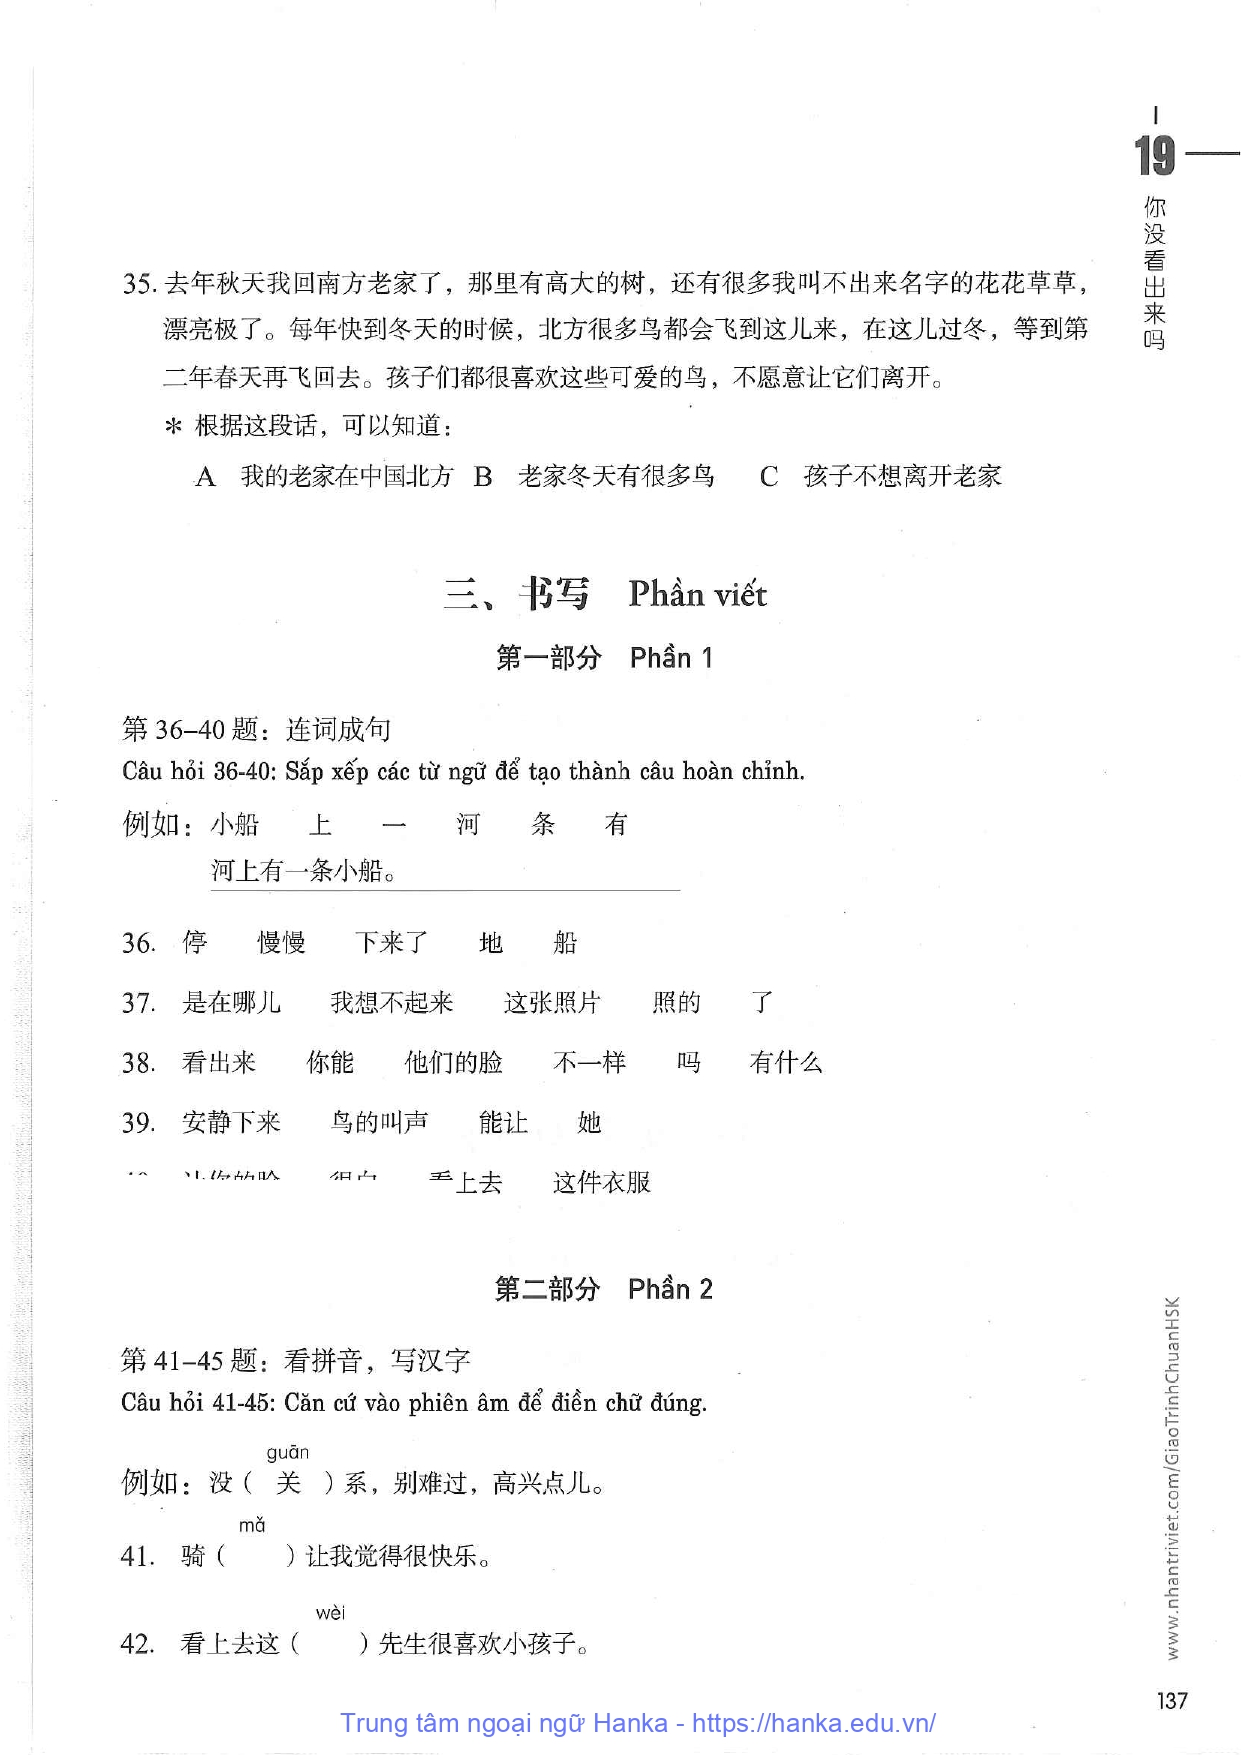 19
你没看出来吗
35. 去年秋天我回南方老家了，那里有高大的树，还有很多我叫不出来名字的花花草草，
漂亮极了。每年快到冬天的时候，北方很多鸟都会飞到这儿来，在这儿过冬，等到第
二年春天再飞回去。孩子们都很喜欢这些可爱的鸟，不愿意让它们离开。
* 根据这段话，可以知道：
A 我的老家在中国北方 B 老家冬天有很多鸟 C 孩子不想离开老家
三、书写 Phần viết
第一部分 Phần 1
第 36–40 题：连词成句
Câu hỏi 36-40: Sắp xếp các từ ngữ để tạo thành câu hoàn chỉnh.
例如：小船 上 一 河 条 有
河上有一条小船。
36. 停 慢慢 下来了 地 船
37. 是在哪儿 我想不起来 这张照片 照的 了
38. 看出来 你能 他们的脸 不一样 吗 有什么
39. 安静下来 鸟的叫声 能让 她
上去 这件衣服
第二部分 Phần 2
第 41–45 题：看拼音，写汉字
Câu hỏi 41-45: Căn cứ vào phiên âm để điền chữ đúng.
guān
例如：没（ 关 ）系，别难过，高兴点儿。
mǎ
41. 骑（ ）让我觉得很快乐。
wèi
42. 看上去这（ ）先生很喜欢小孩子。
www.nhantriviet.com/GiaoTrinhChuanHSK
137
Trung tâm ngoại ngữ Hanka - https://hanka.edu.vn/